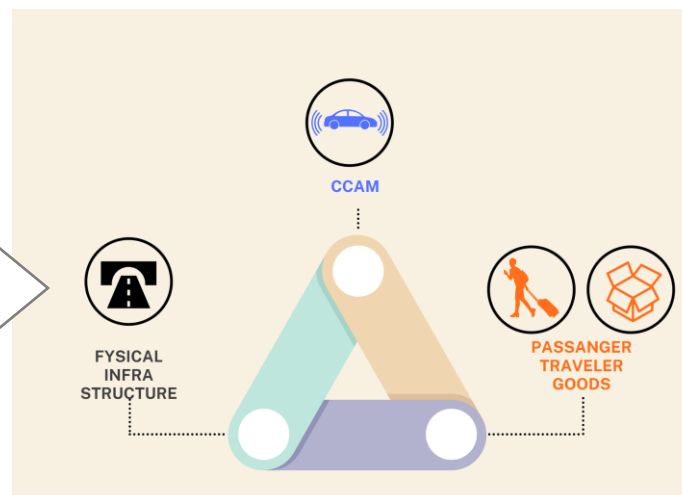 CCAM
FYSICAL
INFRA
STRUCTURE
PASSANGER
TRAVELER
GOODS